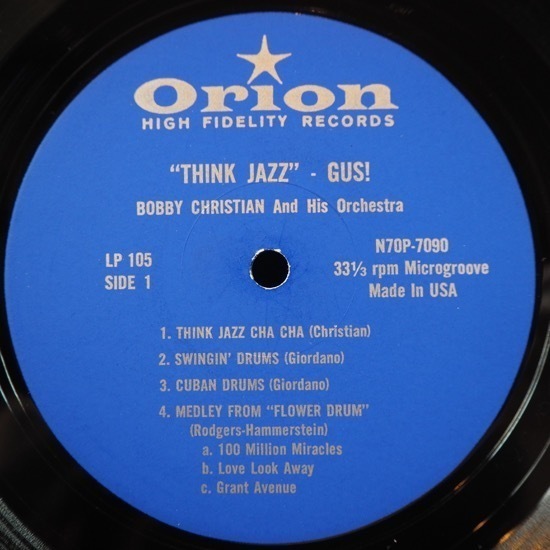 Orion
HIGH FIDELITY RECORDS
"THINK JAZZ" - GUS!
BOBBY CHRISTIAN And His Orchestra
LP 105
SIDE 1
N70P-7090
33⅓ rpm Microgroove
Made In USA
1. THINK JAZZ CHA CHA (Christian)
2. SWINGIN' DRUMS (Giordano)
3. CUBAN DRUMS (Giordano)
4. MEDLEY FROM "FLOWER DRUM"
(Rodgers-Hammerstein)
a. 100 Million Miracles
b. Love Look Away
c. Grant Avenue